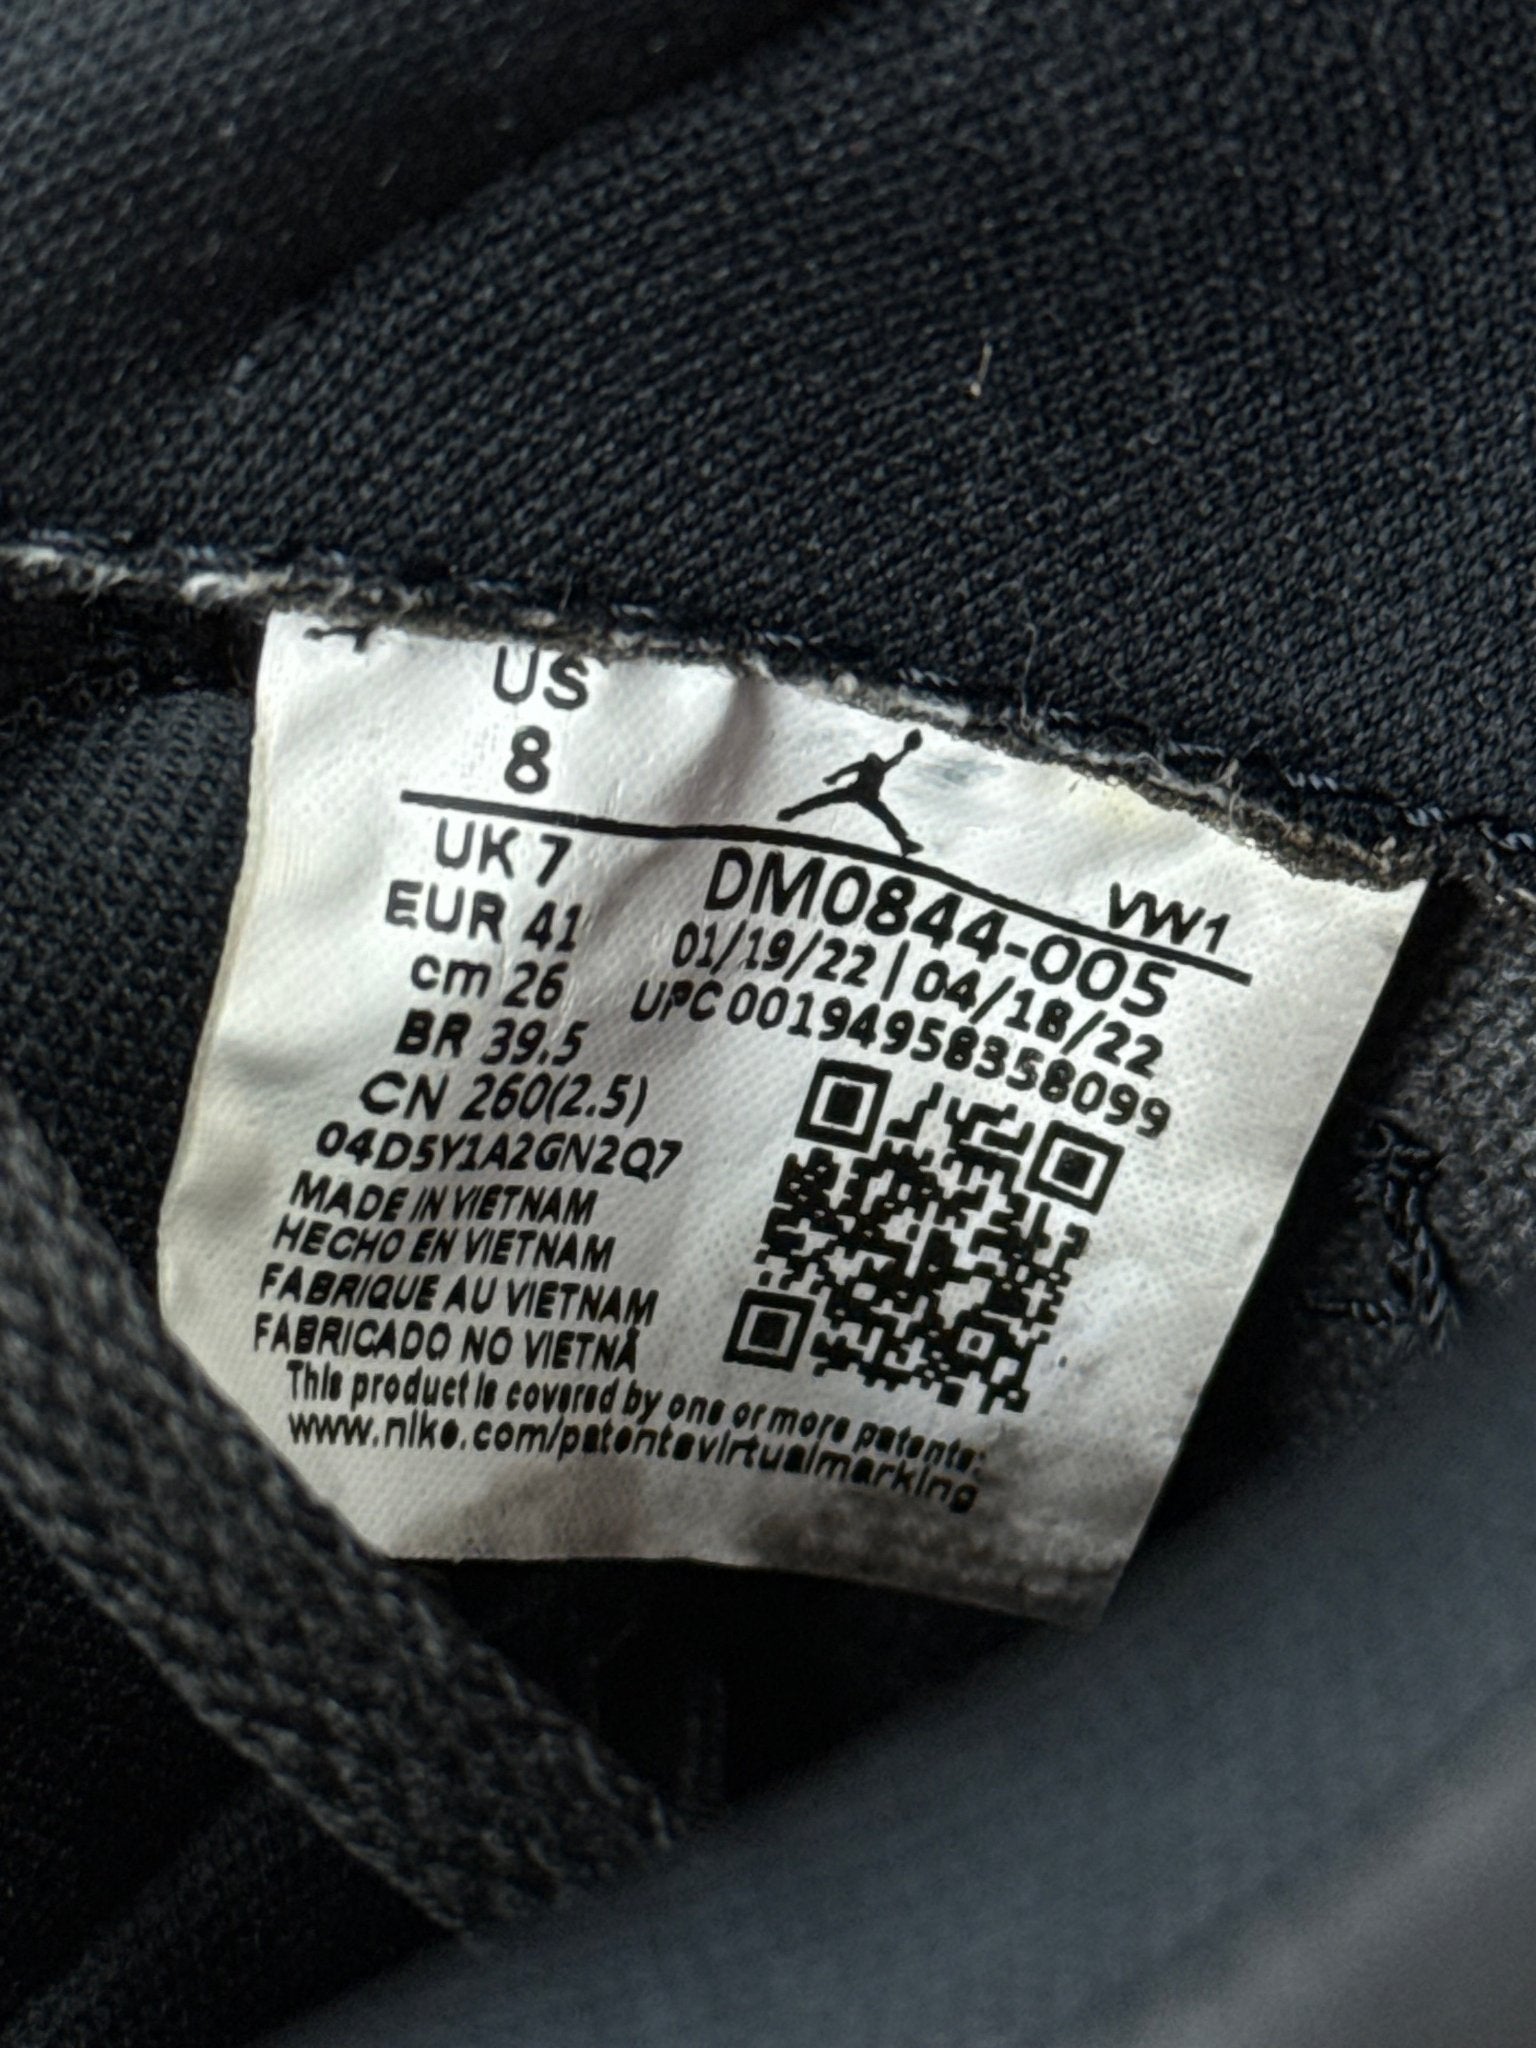 US
8
UK 7
EUR 41
cm 26
BR 39.5
CN 260(2.5)
04D5Y1A2GN2Q7
MADE IN VIETNAM
HECHO EN VIETNAM
FABRIQUE AU VIETNAM
FABRICADO NO VIETNÃ
VW1
DM0844-005
01/19/22 | 04/18/22
UPC 00194958358099
This product is covered by one or more patents:
www.nike.com/patentsvirtualmarking